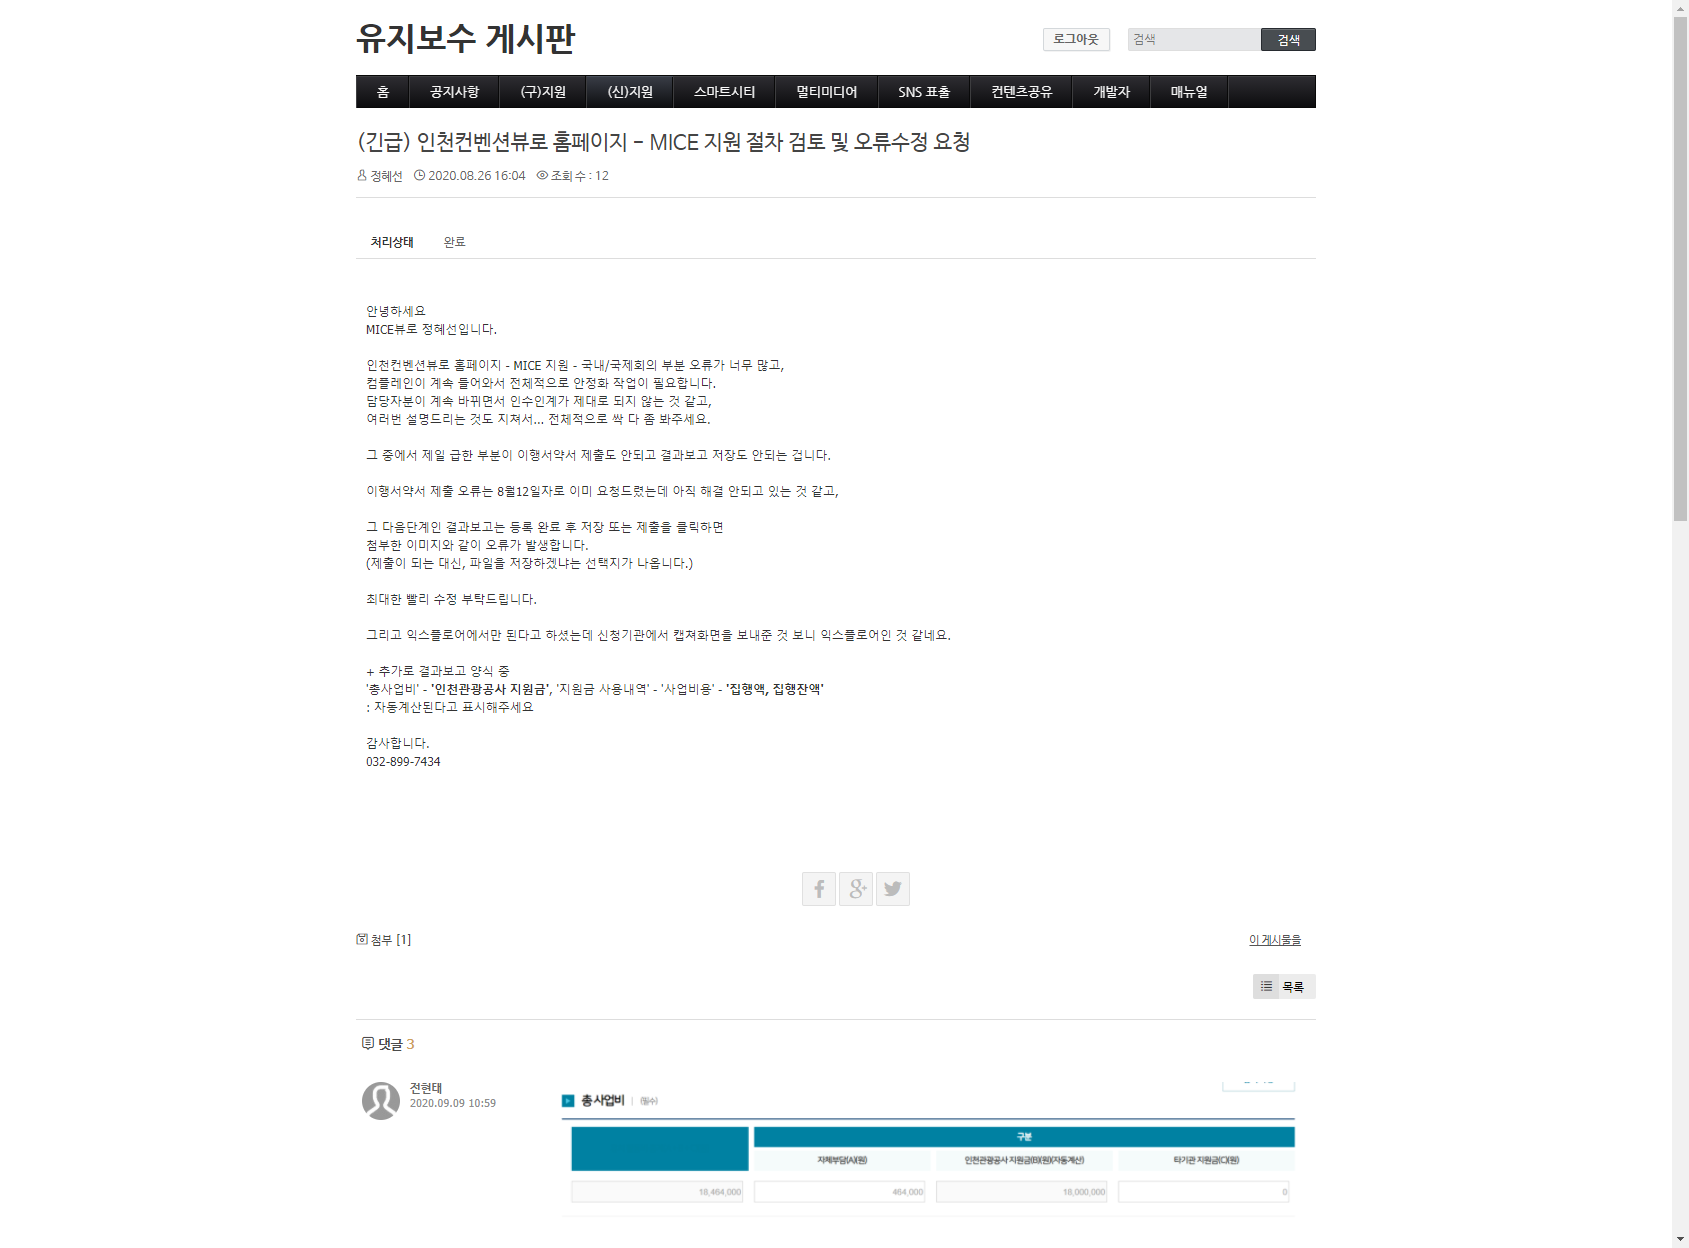 유지보수 게시판
로그아웃
검색
검색
홈 공지사항 (구)지원 (신)지원 스마트시티 멀티미디어 SNS 표출 컨텐츠공유 개발자 매뉴얼
(긴급) 인천컨벤션뷰로 홈페이지 - MICE 지원 절차 검토 및 오류수정 요청
정혜선 2020.08.26 16:04 조회 수 : 12
처리상태 완료
안녕하세요
MICE뷰로 정혜선입니다.
인천컨벤션뷰로 홈페이지 - MICE 지원 - 국내/국제회의 부분 오류가 너무 많고,
컴플레인이 계속 들어와서 전체적으로 안정화 작업이 필요합니다.
담당자분이 계속 바뀌면서 인수인계가 제대로 되지 않는 것 같고,
여러번 설명드리는 것도 지쳐서... 전체적으로 싹 다 좀 봐주세요.
그 중에서 제일 급한 부분이 이행서약서 제출도 안되고 결과보고 저장도 안되는 겁니다.
이행서약서 제출 오류는 8월12일자로 이미 요청드렸는데 아직 해결 안되고 있는 것 같고,
그 다음단계인 결과보고는 등록 완료 후 저장 또는 제출을 클릭하면
첨부한 이미지와 같이 오류가 발생합니다.
(제출이 되는 대신, 파일을 저장하겠냐는 선택지가 나옵니다.)
최대한 빨리 수정 부탁드립니다.
그리고 익스플로어에서만 된다고 하셨는데 신청기관에서 캡쳐화면을 보내준 것 보니 익스플로어인 것 같네요.
+ 추가로 결과보고 양식 중
'총사업비' - '인천관광공사 지원금', '지원금 사용내역' - '사업비용' - '집행액, 집행잔액'
: 자동계산된다고 표시해주세요
감사합니다.
032-899-7434
첨부 [1]
이 게시물을
목록
댓글 3
전현태
2020.09.09 10:59
총사업비 | (필수)
구분
자체부담(A)(원) 인천관광공사 지원금(B)(원)(자동계산) 타기관 지원금(C)(원)
18,464,000 464,000 18,000,000 0